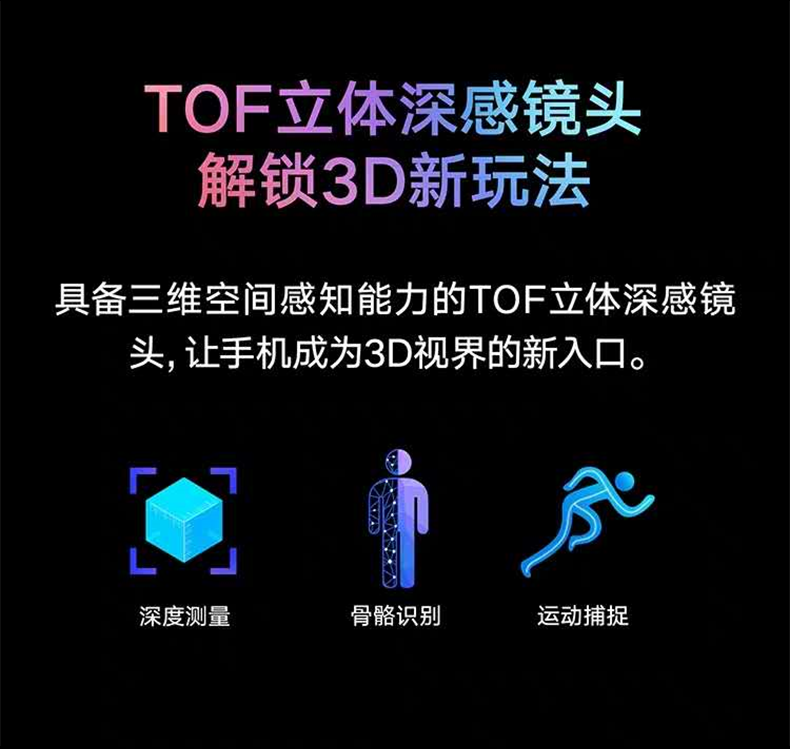 TOF立体深感镜头
解锁3D新玩法
具备三维空间感知能力的TOF立体深感镜
头，让手机成为3D视界的新入口。
深度测量
骨骼识别
运动捕捉